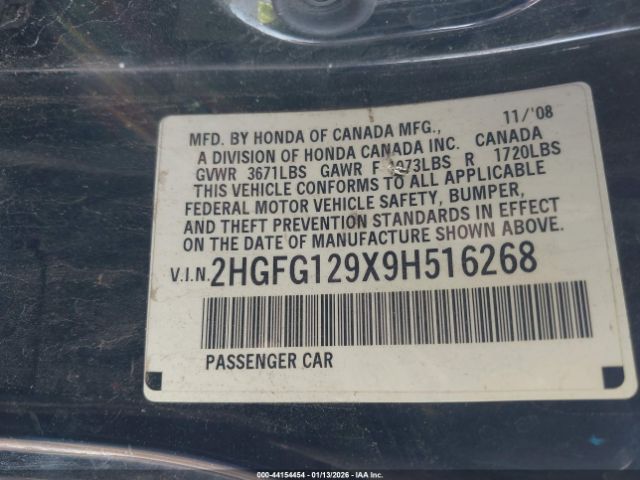 11/'08
MFD. BY HONDA OF CANADA MFG.,
A DIVISION OF HONDA CANADA INC. CANADA
GVWR 3671LBS GAWR F LBS R 1720LBS
THIS VEHICLE CONFORMS TO ALL APPLICABLE
FEDERAL MOTOR VEHICLE SAFETY, BUMPER,
AND THEFT PREVENTION STANDARDS IN EFFECT
ON THE DATE OF MANUFACTURE SHOWN ABOVE.
V.I.N. 2HGFG129X9H516268
PASSENGER CAR
000-44154454 - 01/13/2026 - IAA Inc.